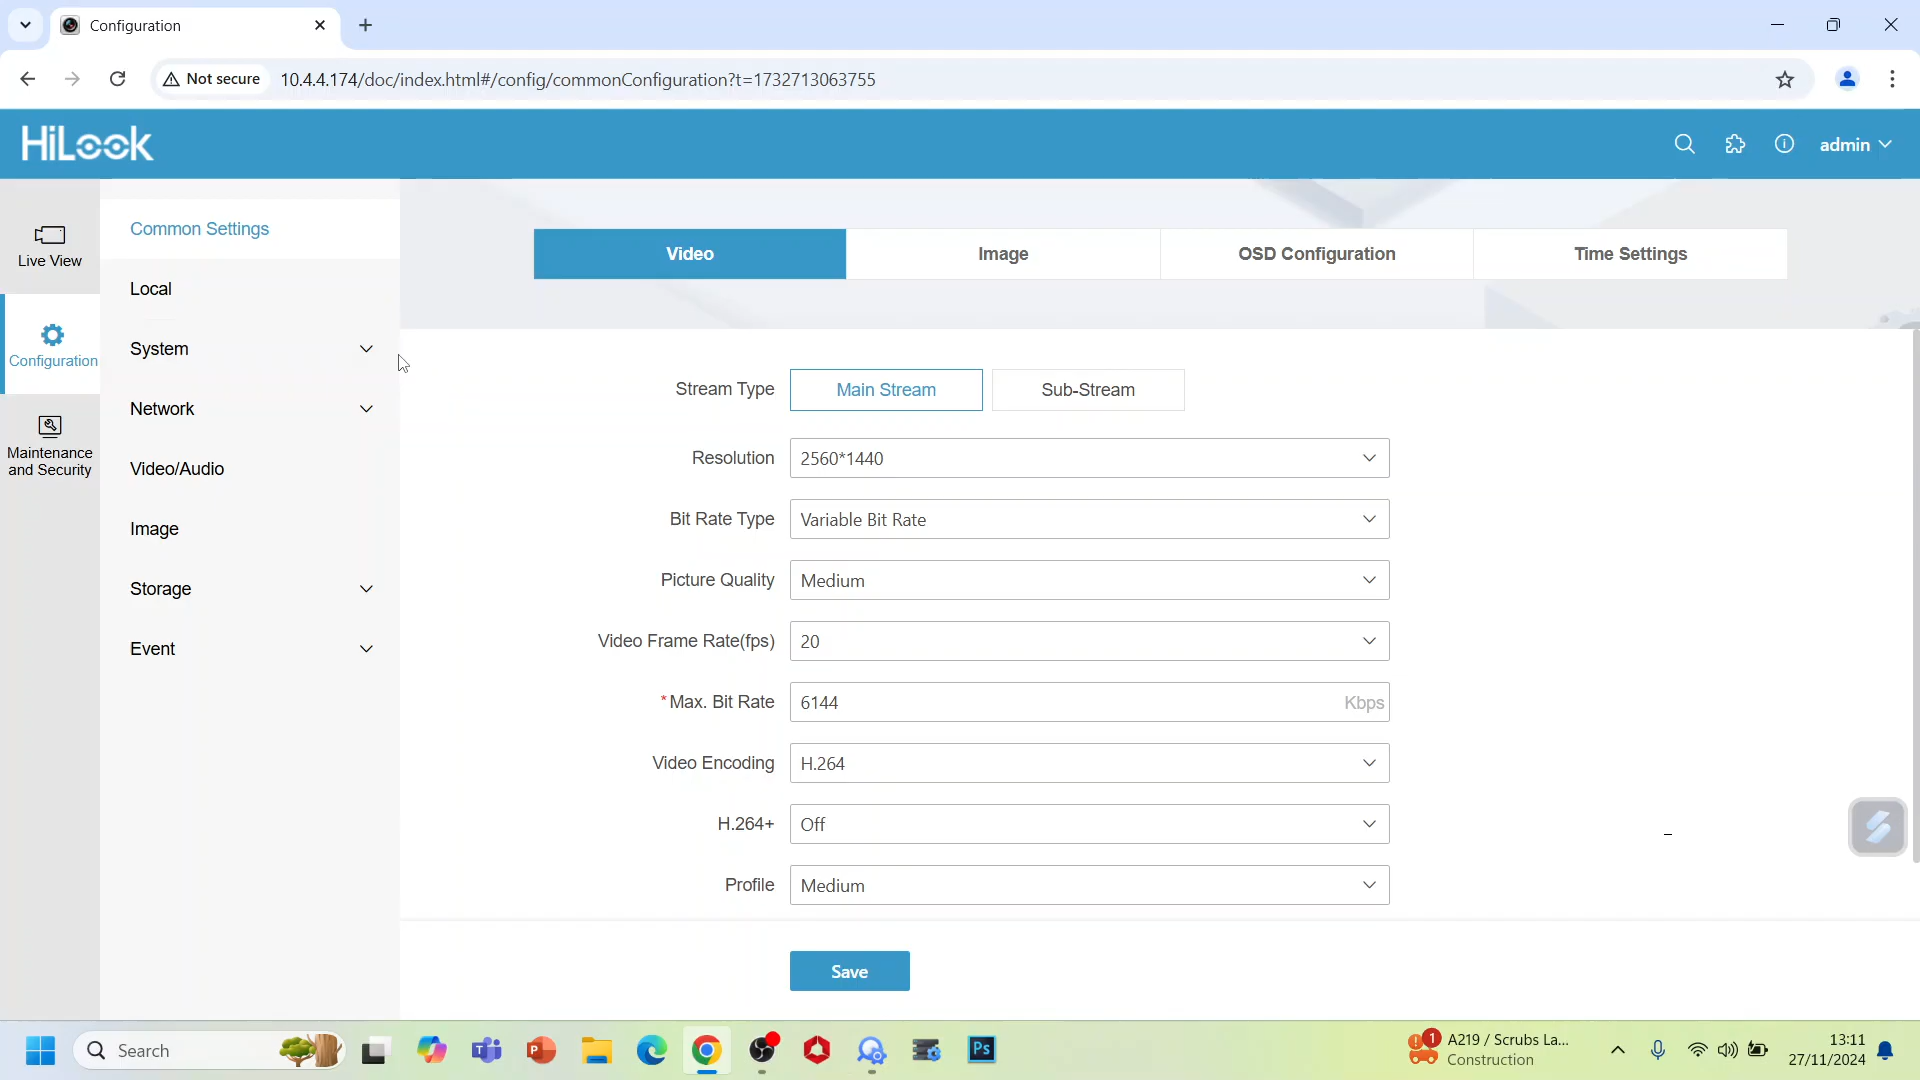 Configuration
Not secure
10.4.4.174/doc/index.html#/config/commonConfiguration?t=1732713063755
HiLook
admin
Live View
Configuration
Maintenance
and Security
Common Settings
Local
System
Network
Video/Audio
Image
Storage
Event
Video
Image
OSD Configuration
Time Settings
Stream Type
Main Stream
Sub-Stream
Resolution
2560*1440
Bit Rate Type
Variable Bit Rate
Picture Quality
Medium
Video Frame Rate(fps)
20
*Max. Bit Rate
6144
Kbps
Video Encoding
H.264
H.264+
Off
Profile
Medium
Save
Search
P
Ps
1
A219 / Scrubs La...
Construction
13:11
27/11/2024